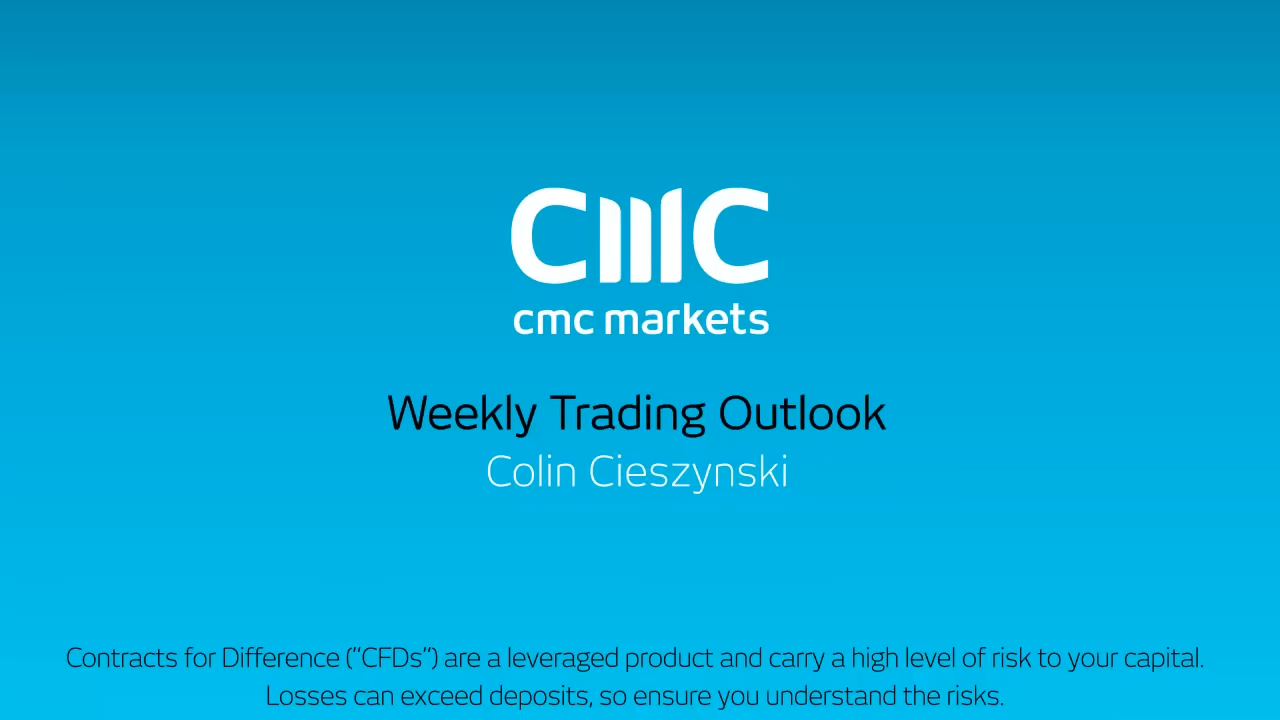 CMC
cmc markets
Weekly Trading Outlook
Colin Cieszynski
Contracts for Difference (“CFDs”) are a leveraged product and carry a high level of risk to your capital.
Losses can exceed deposits, so ensure you understand the risks.